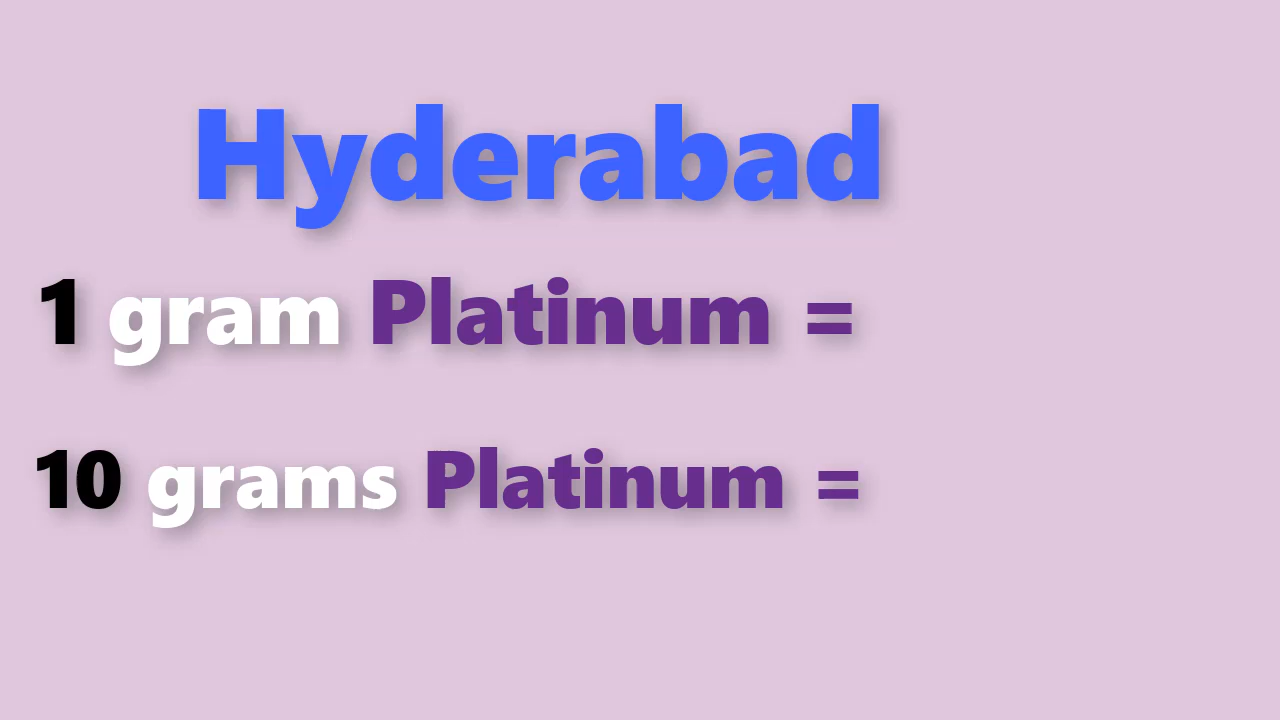 Hyderabad
1 gram Platinum =
10 grams Platinum =